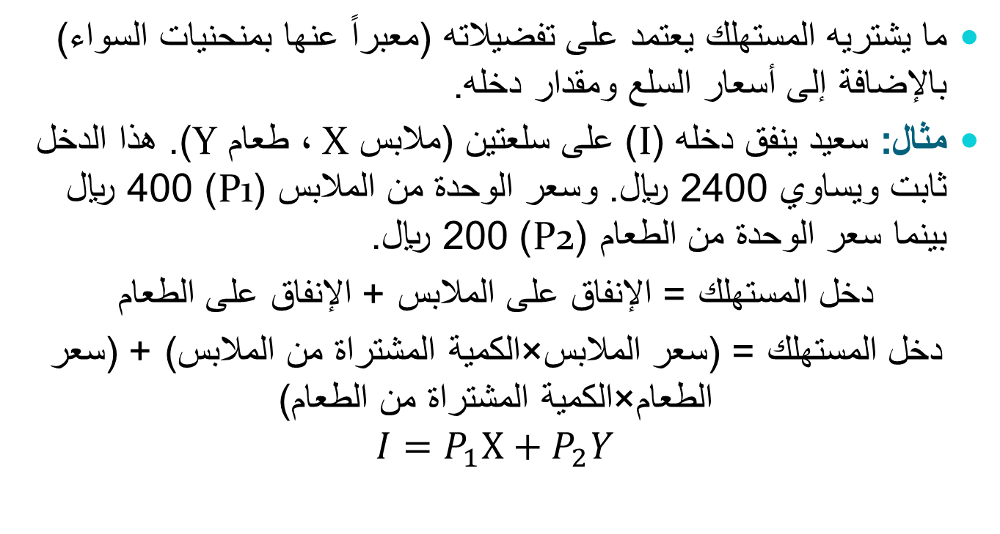 • ما يشتريه المستهلك يعتمد على تفضيلاته (معبراً عنها بمنحنيات السواء)
بالإضافة إلى أسعار السلع ومقدار دخله.
• مثال: سعيد ينفق دخله (I) على سلعتين (ملابس X ، طعام Y). هذا الدخل
ثابت ويساوي 2400 ريال. وسعر الوحدة من الملابس (P1) 400 ريال
بينما سعر الوحدة من الطعام (P2) 200 ريال.
دخل المستهلك = الإنفاق على الملابس + الإنفاق على الطعام
دخل المستهلك = (سعر الملابس×الكمية المشتراة من الملابس) + (سعر
الطعام×الكمية المشتراة من الطعام)
I = P₁X + P₂Y